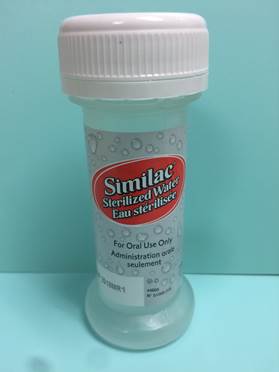 Similac
Sterilized Water
Eau stérilisée
For Oral Use Only
Administration orale
seulement